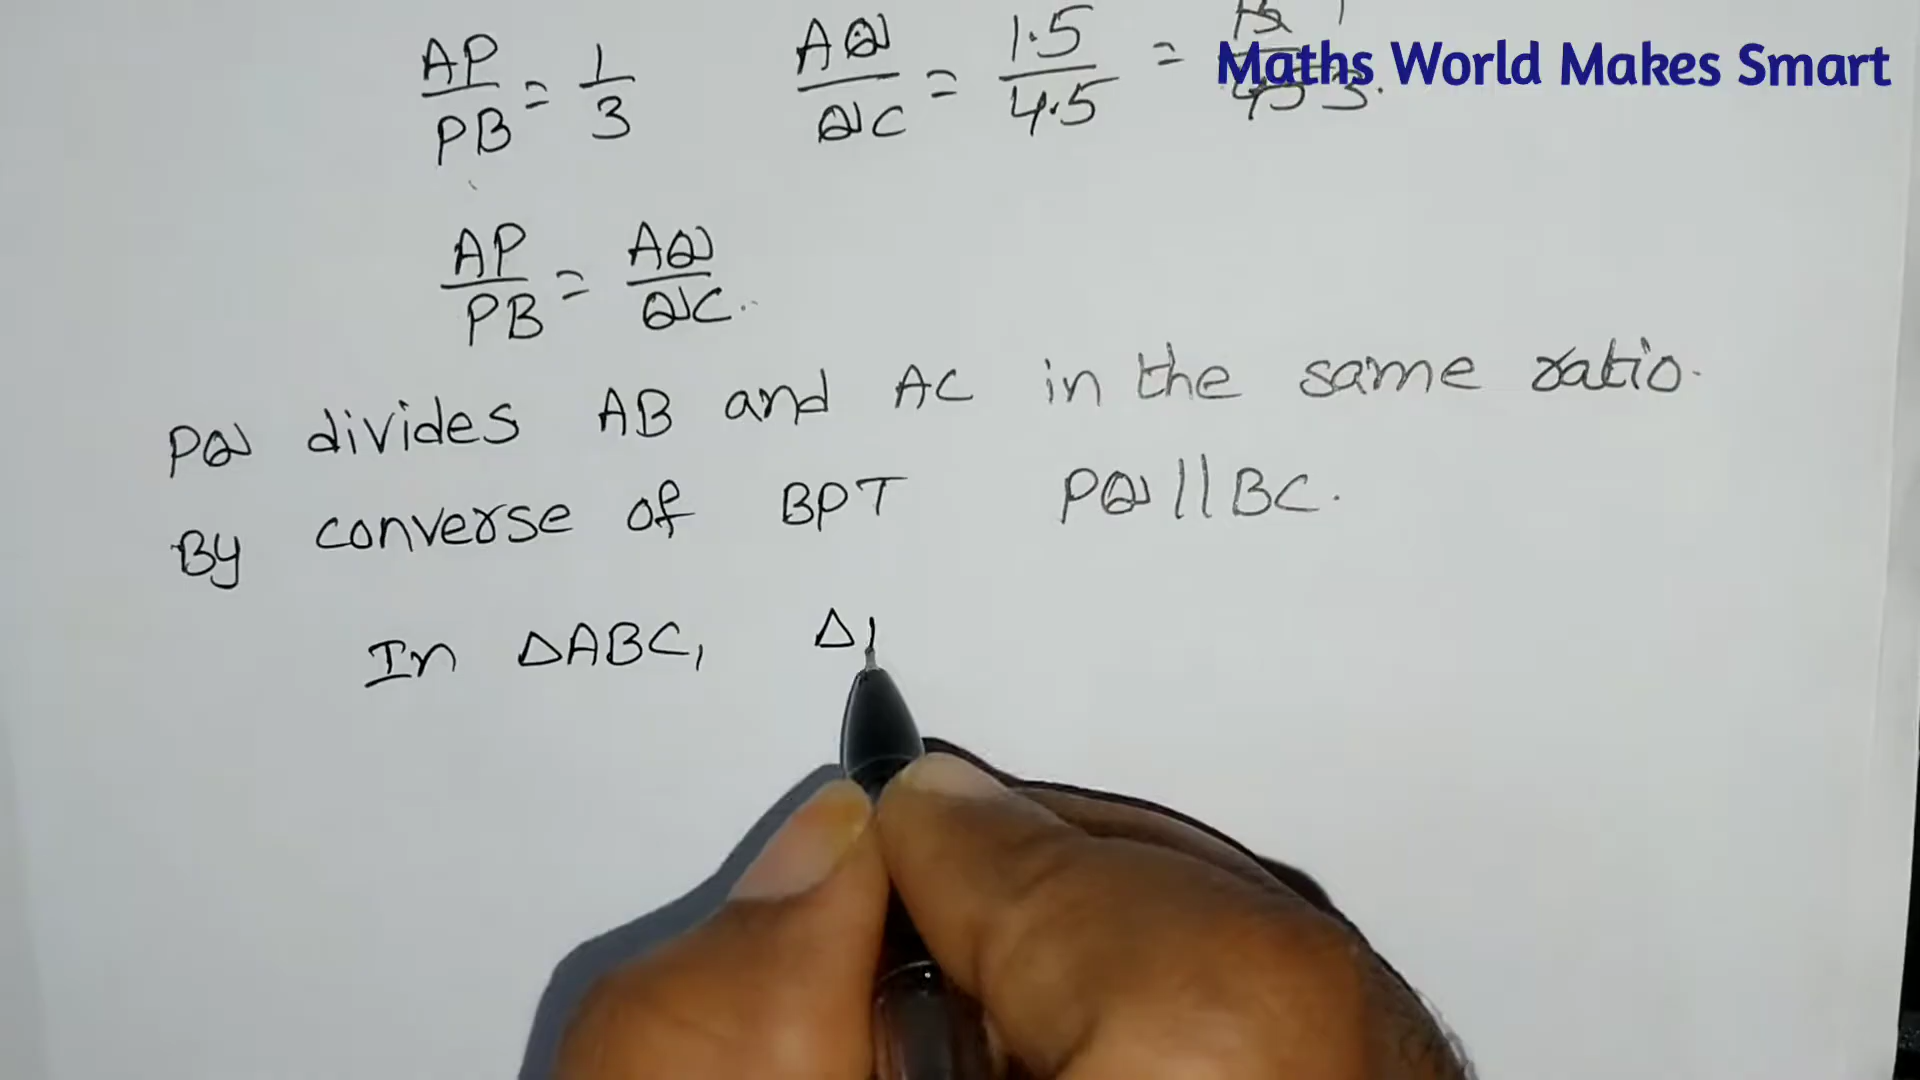 AP/PB = 1/3 AQ/QC = 1.5/4.5 =
Maths World Makes Smart
AP/PB = AQ/QC.
PQ divides AB and AC in the same ratio.
By converse of BPT PQ || BC.
In ΔABC, Δ